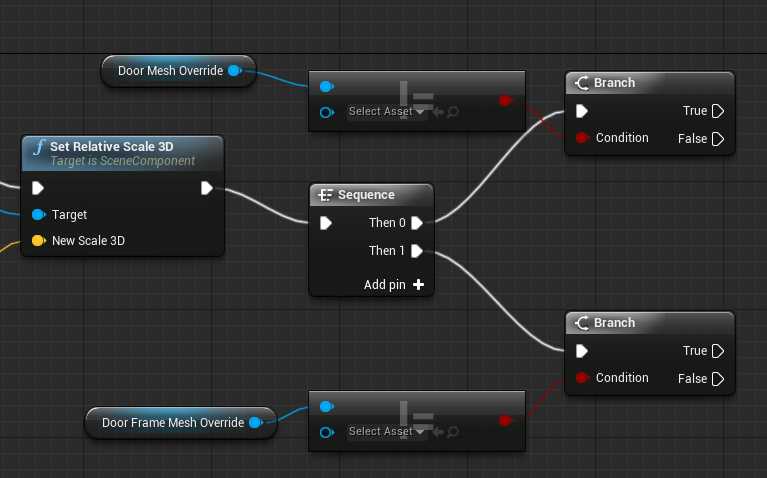 Door Mesh Override
!=
Select Asset
Branch
True
Condition
False
f Set Relative Scale 3D
Target is SceneComponent
Target
New Scale 3D
Sequence
Then 0
Then 1
Add pin
Branch
True
Condition
False
Door Frame Mesh Override
!=
Select Asset